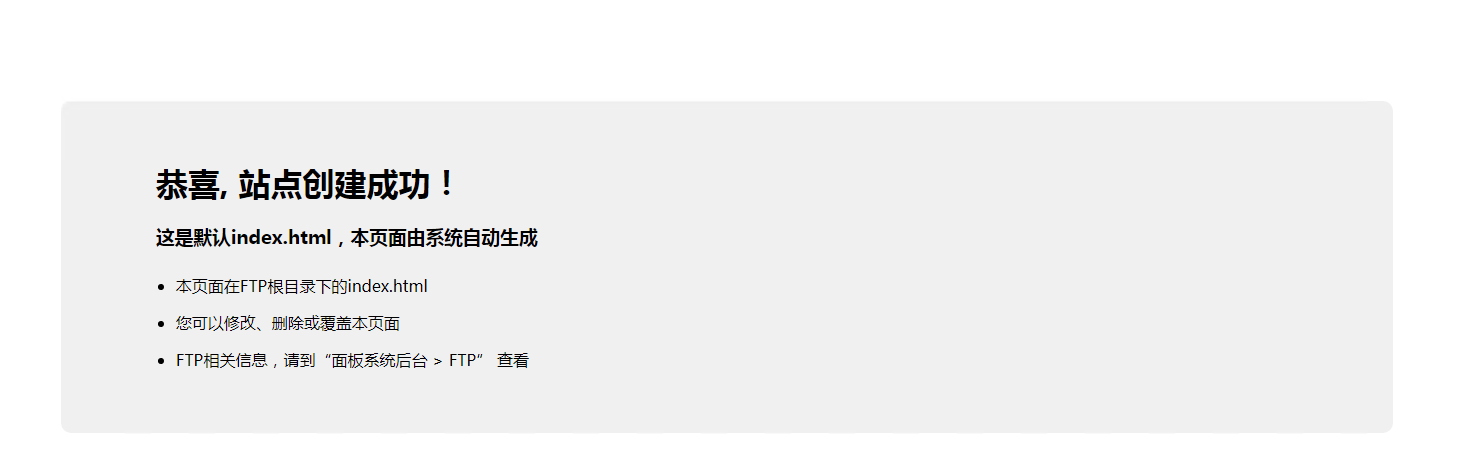 恭喜, 站点创建成功！
这是默认index.html，本页面由系统自动生成
本页面在FTP根目录下的index.html
您可以修改、删除或覆盖本页面
FTP相关信息，请到“面板系统后台 > FTP” 查看